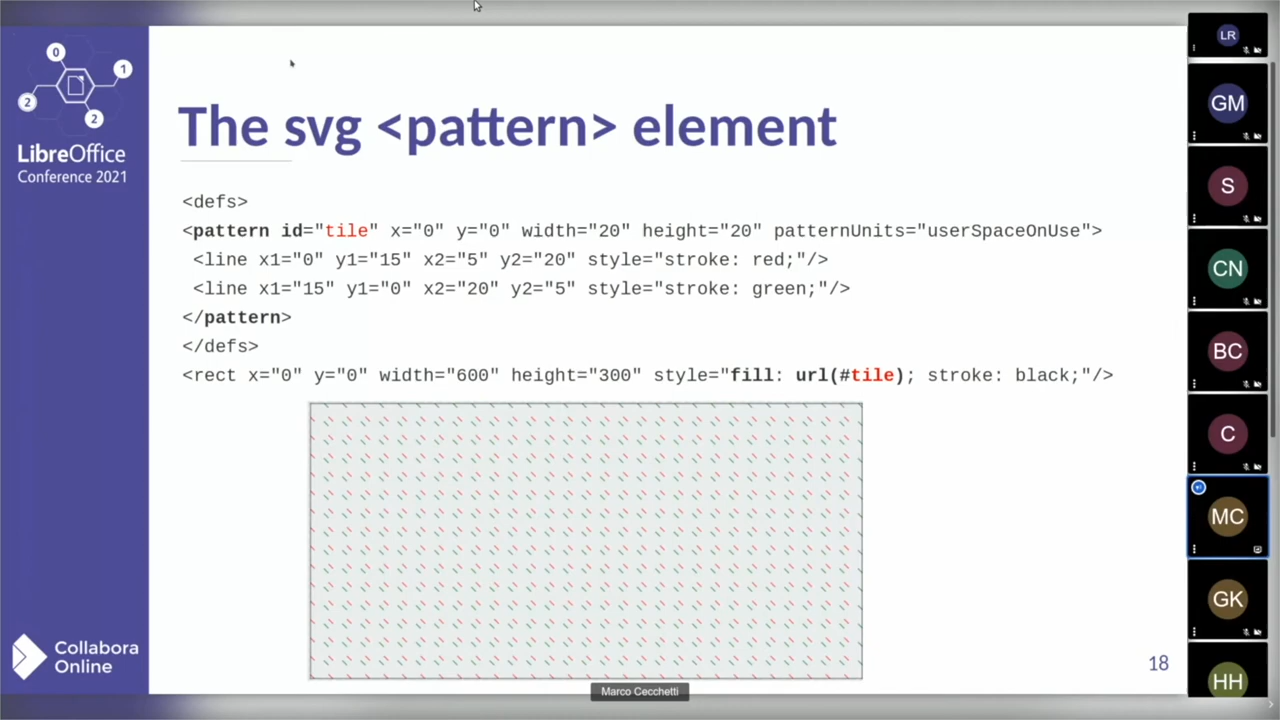 0
1
2
2
LibreOffice
Conference 2021
The svg <pattern> element
<defs>
<pattern id="tile" x="0" y="0" width="20" height="20" patternUnits="userSpaceOnUse">
<line x1="0" y1="15" x2="5" y2="20" style="stroke: red;"/>
<line x1="15" y1="0" x2="20" y2="5" style="stroke: green;"/>
</pattern>
</defs>
<rect x="0" y="0" width="600" height="300" style="fill: url(#tile); stroke: black;"/>
Collabora
Online
18
Marco Cecchetti
LR
GM
S
CN
BC
C
MC
GK
HH